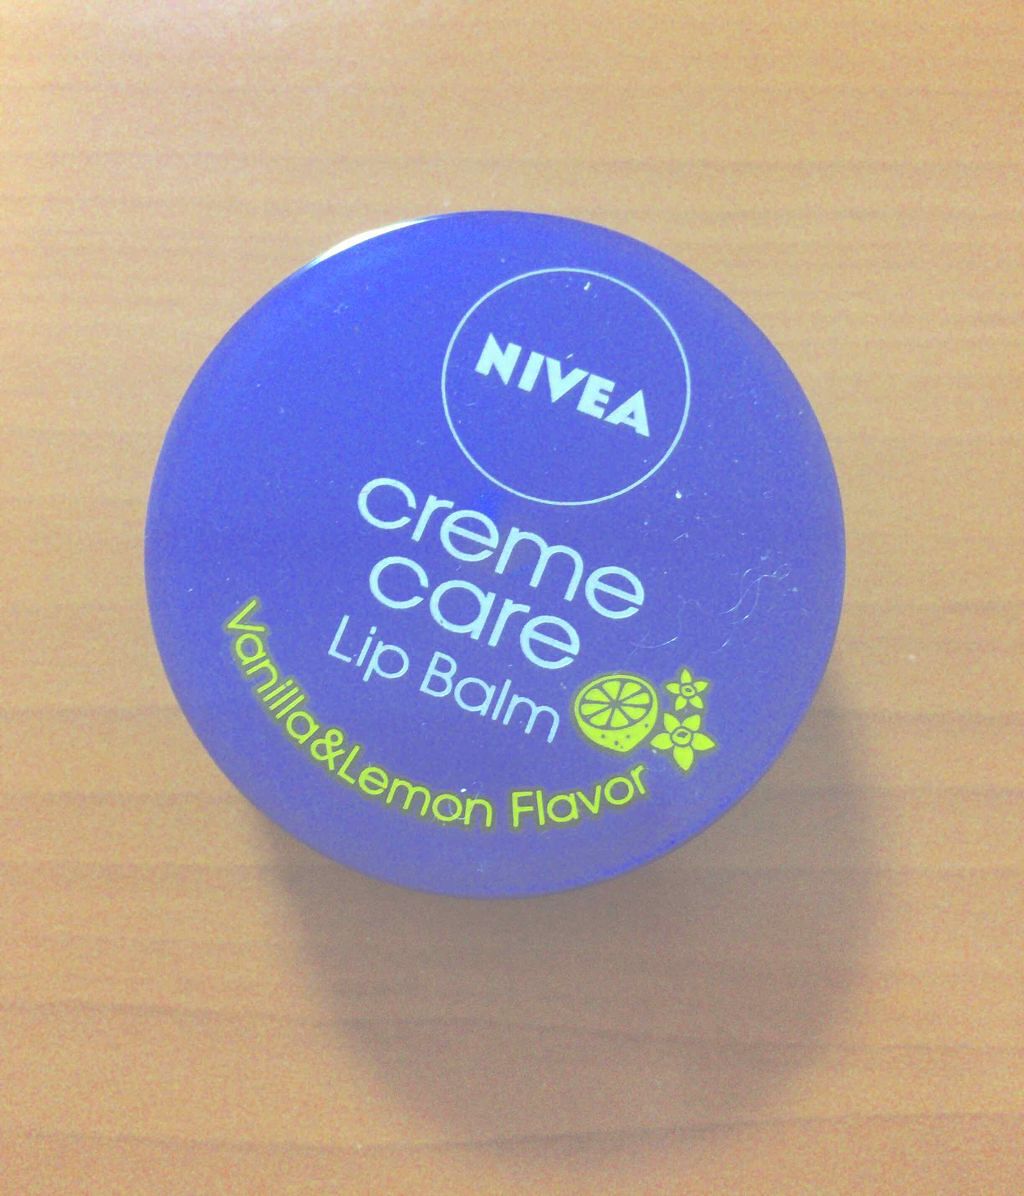 NIVEA
creme
care
Lip Balm
Vanilla&Lemon Flavor